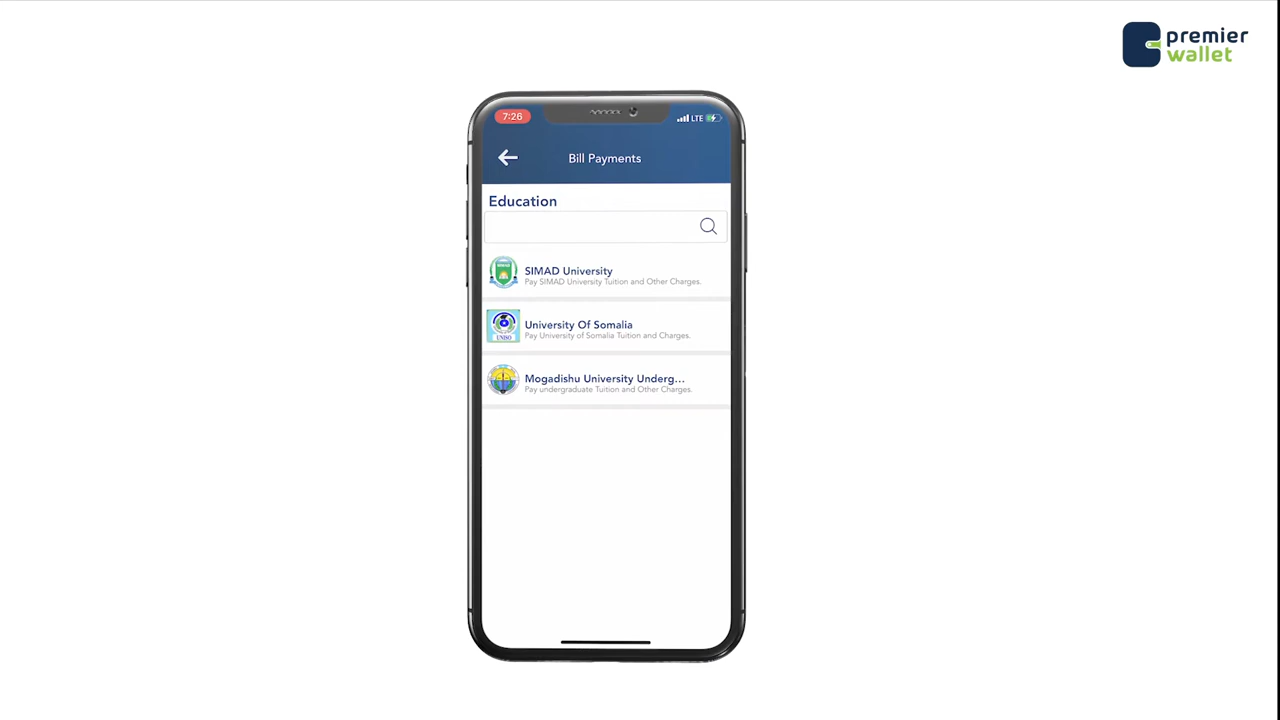 premier
wallet
7:26
LTE
Bill Payments
Education
SIMAD University
Pay SIMAD University Tuition and Other Charges.
University Of Somalia
Pay University of Somalia Tuition and Charges.
UNISO
Mogadishu University Underg...
Pay undergraduate Tuition and Other Charges.